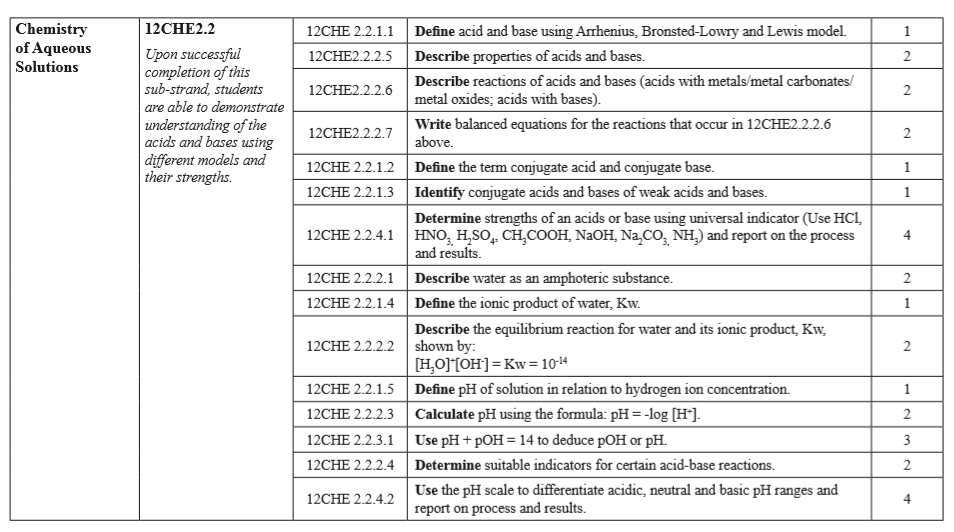 Chemistry
of Aqueous
Solutions
12CHE2.2
Upon successful
completion of this
sub-strand, students
are able to demonstrate
understanding of the
acids and bases using
different models and
their strengths.
12CHE 2.2.1.1 Define acid and base using Arrhenius, Bronsted-Lowry and Lewis model. 1
12CHE2.2.2.5 Describe properties of acids and bases. 2
12CHE2.2.2.6 Describe reactions of acids and bases (acids with metals/metal carbonates/
metal oxides; acids with bases). 2
12CHE2.2.2.7 Write balanced equations for the reactions that occur in 12CHE2.2.2.6
above. 2
12CHE 2.2.1.2 Define the term conjugate acid and conjugate base. 1
12CHE 2.2.1.3 Identify conjugate acids and bases of weak acids and bases. 1
12CHE 2.2.4.1 Determine strengths of an acids or base using universal indicator (Use HCl,
HNO₃, H₂SO₄, CH₃COOH, NaOH, Na₂CO₃, NH₃) and report on the process
and results. 4
12CHE 2.2.2.1 Describe water as an amphoteric substance. 2
12CHE 2.2.1.4 Define the ionic product of water, Kw. 1
12CHE 2.2.2.2 Describe the equilibrium reaction for water and its ionic product, Kw,
shown by:
[H₃O]⁺[OH⁻] = Kw = 10⁻¹⁴ 2
12CHE 2.2.1.5 Define pH of solution in relation to hydrogen ion concentration. 1
12CHE 2.2.2.3 Calculate pH using the formula: pH = -log [H⁺]. 2
12CHE 2.2.3.1 Use pH + pOH = 14 to deduce pOH or pH. 3
12CHE 2.2.2.4 Determine suitable indicators for certain acid-base reactions. 2
12CHE 2.2.4.2 Use the pH scale to differentiate acidic, neutral and basic pH ranges and
report on process and results. 4